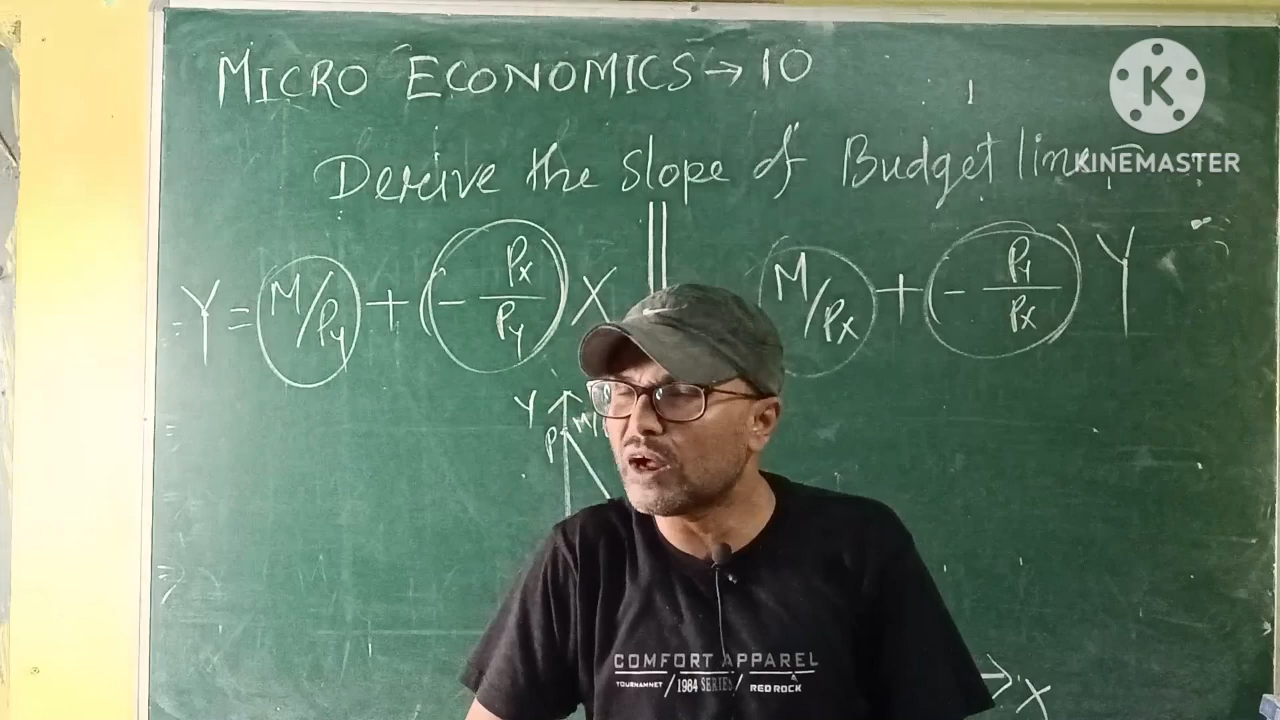 MICRO ECONOMICS → 10
Derive the Slope of Budget line
Y = M/Py + (- Px/Py) X
M/Px + (- Py/Px) Y
Y
P
M/
X
COMFORT APPAREL
TOURNAMNET / 1984 SERIES / RED ROCK
K
KINEMASTER